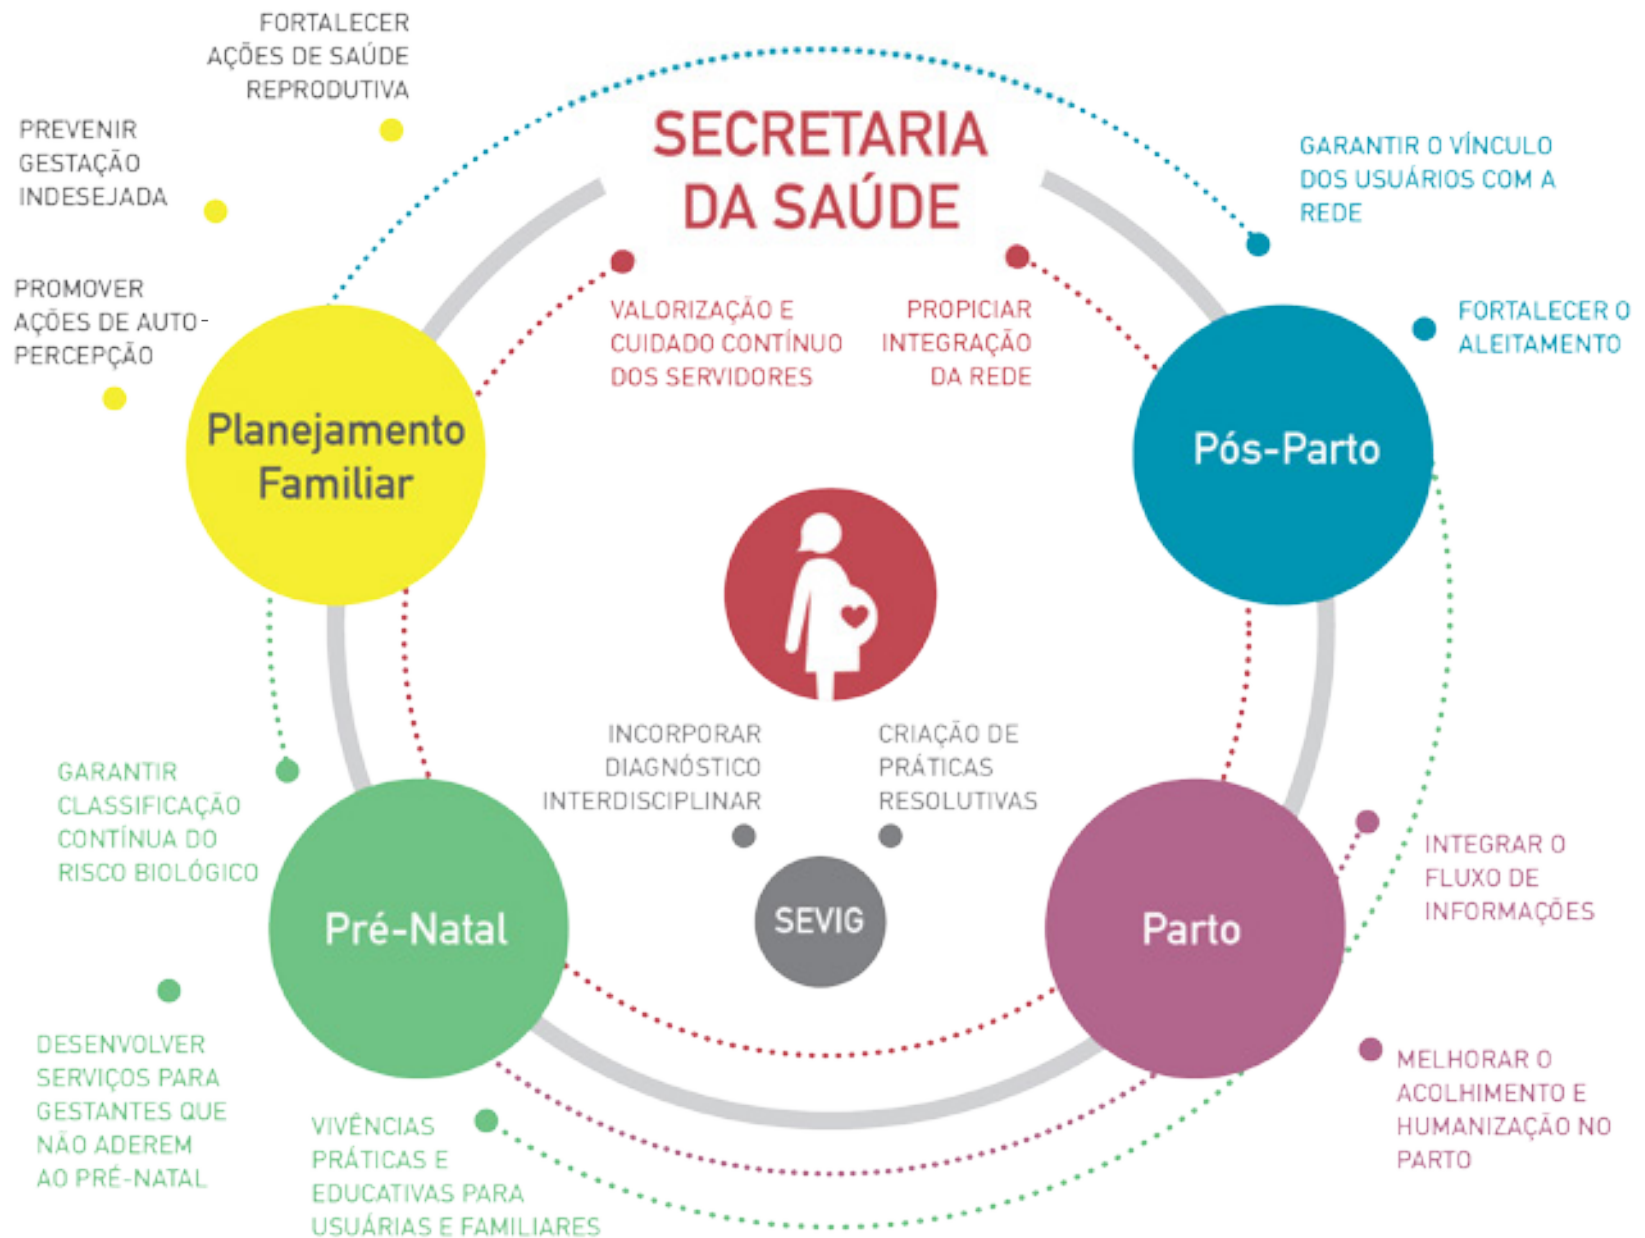 FORTALECER
AÇÕES DE SAÚDE
REPRODUTIVA
PREVENIR
GESTAÇÃO
INDESEJADA
PROMOVER
AÇÕES DE AUTO-
PERCEPÇÃO
SECRETARIA
DA SAÚDE
VALORIZAÇÃO E
CUIDADO CONTÍNUO
DOS SERVIDORES
PROPICIAR
INTEGRAÇÃO
DA REDE
GARANTIR O VÍNCULO
DOS USUÁRIOS COM A
REDE
FORTALECER O
ALEITAMENTO
Planejamento
Familiar
Pós-Parto
INCORPORAR
DIAGNÓSTICO
INTERDISCIPLINAR
CRIAÇÃO DE
PRÁTICAS
RESOLUTIVAS
SEVIG
GARANTIR
CLASSIFICAÇÃO
CONTÍNUA DO
RISCO BIOLÓGICO
Pré-Natal
Parto
INTEGRAR O
FLUXO DE
INFORMAÇÕES
DESENVOLVER
SERVIÇOS PARA
GESTANTES QUE
NÃO ADEREM
AO PRÉ-NATAL
VIVÊNCIAS
PRÁTICAS E
EDUCATIVAS PARA
USUÁRIAS E FAMILIARES
MELHORAR O
ACOLHIMENTO E
HUMANIZAÇÃO NO
PARTO